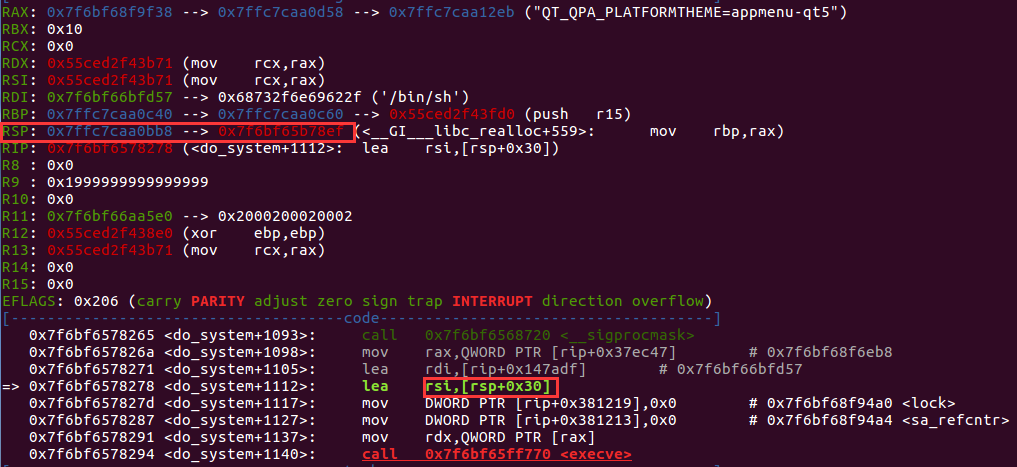 RAX: 0x7f6bf68f9f38 --> 0x7ffc7caa0d58 --> 0x7ffc7caa12eb ("QT_QPA_PLATFORMTHEME=appmenu-qt5")
RBX: 0x10
RCX: 0x0
RDX: 0x55ced2f43b71 (mov    rcx,rax)
RSI: 0x55ced2f43b71 (mov    rcx,rax)
RDI: 0x7f6bf66bfd57 --> 0x68732f6e69622f ('/bin/sh')
RBP: 0x7ffc7caa0c40 --> 0x7ffc7caa0c60 --> 0x55ced2f43fd0 (push   r15)
RSP: 0x7ffc7caa0bb8 --> 0x7f6bf65b78ef (<__GI___libc_realloc+559>:      mov    rbp,rax)
RIP: 0x7f6bf6578278 (<do_system+1112>:  lea    rsi,[rsp+0x30])
R8 : 0x0
R9 : 0x1999999999999999
R10: 0x0
R11: 0x7f6bf66aa5e0 --> 0x2000200020002
R12: 0x55ced2f438e0 (xor    ebp,ebp)
R13: 0x55ced2f43b71 (mov    rcx,rax)
R14: 0x0
R15: 0x0
EFLAGS: 0x206 (carry PARITY adjust zero sign trap INTERRUPT direction overflow)
[-------------------------------------code-------------------------------------]
   0x7f6bf6578265 <do_system+1093>:     call   0x7f6bf6568720 <__sigprocmask>
   0x7f6bf657826a <do_system+1098>:     mov    rax,QWORD PTR [rip+0x37ec47]        # 0x7f6bf68f6eb8
   0x7f6bf6578271 <do_system+1105>:     lea    rdi,[rip+0x147adf]        # 0x7f6bf66bfd57
=> 0x7f6bf6578278 <do_system+1112>:     lea    rsi,[rsp+0x30]
   0x7f6bf657827d <do_system+1117>:     mov    DWORD PTR [rip+0x381219],0x0        # 0x7f6bf68f94a0 <lock>
   0x7f6bf6578287 <do_system+1127>:     mov    DWORD PTR [rip+0x381213],0x0        # 0x7f6bf68f94a4 <sa_refcntr>
   0x7f6bf6578291 <do_system+1137>:     mov    rdx,QWORD PTR [rax]
   0x7f6bf6578294 <do_system+1140>:     call   0x7f6bf65ff770 <execve>